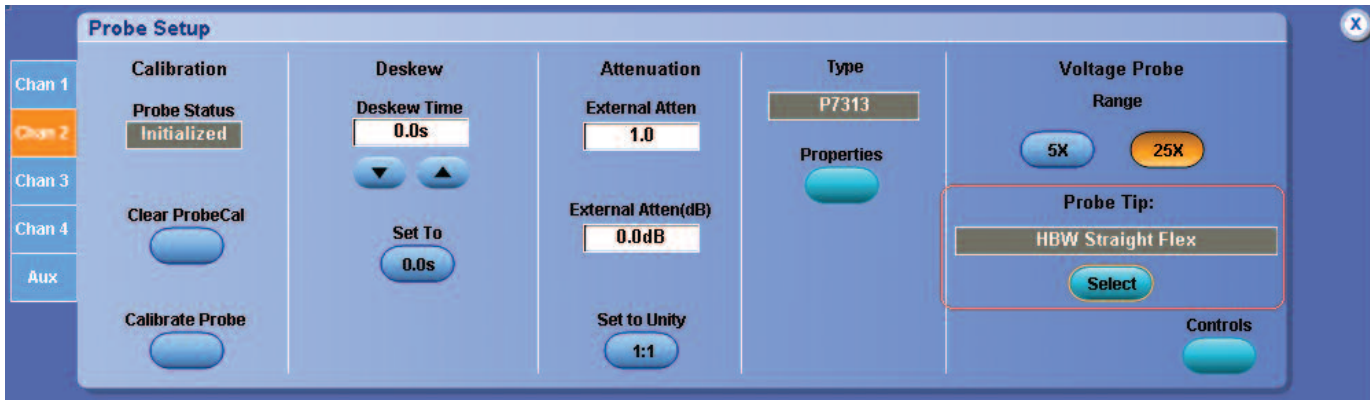 Probe Setup
X
Chan 1
Chan 2
Chan 3
Chan 4
Aux
Calibration
Probe Status
Initialized
Clear ProbeCal
Calibrate Probe
Deskew
Deskew Time
0.0s
Set To
0.0s
Attenuation
External Atten
1.0
External Atten(dB)
0.0dB
Set to Unity
1:1
Type
P7313
Properties
Voltage Probe
Range
5X 25X
Probe Tip:
HBW Straight Flex
Select
Controls